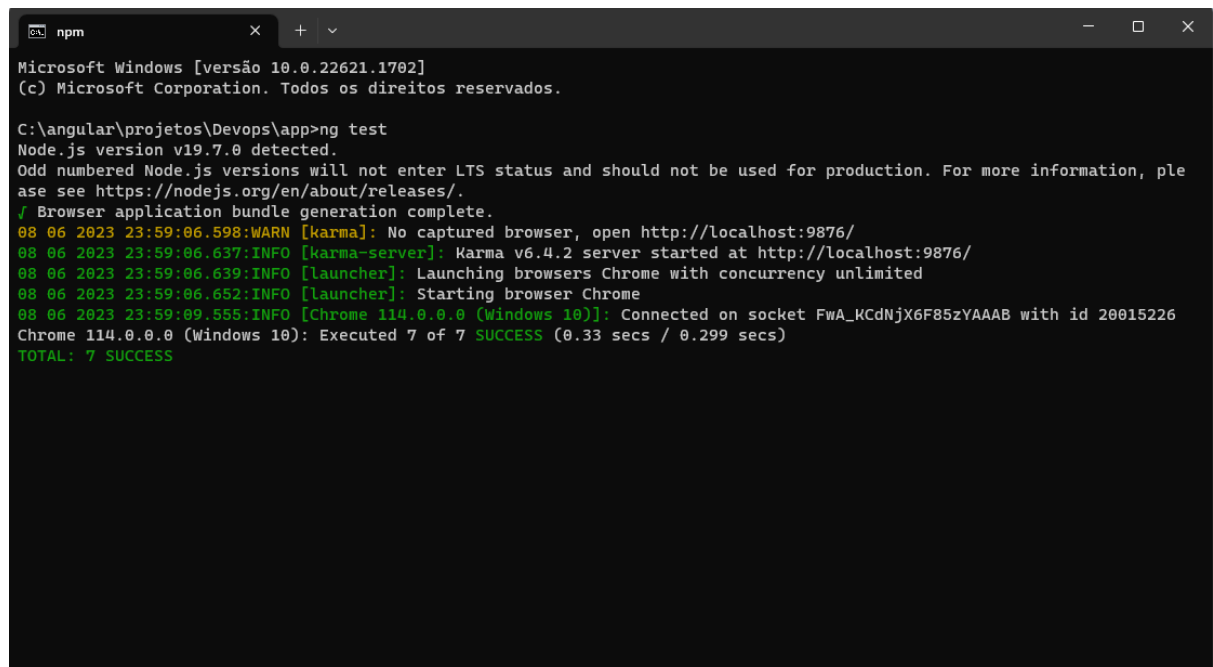 npm
Microsoft Windows [versão 10.0.22621.1702]
(c) Microsoft Corporation. Todos os direitos reservados.
C:\angular\projetos\Devops\app>ng test
Node.js version v19.7.0 detected.
Odd numbered Node.js versions will not enter LTS status and should not be used for production. For more information, ple
ase see https://nodejs.org/en/about/releases/.
√ Browser application bundle generation complete.
08 06 2023 23:59:06.598:WARN [karma]: No captured browser, open http://localhost:9876/
08 06 2023 23:59:06.637:INFO [karma-server]: Karma v6.4.2 server started at http://localhost:9876/
08 06 2023 23:59:06.639:INFO [launcher]: Launching browsers Chrome with concurrency unlimited
08 06 2023 23:59:06.652:INFO [launcher]: Starting browser Chrome
08 06 2023 23:59:09.555:INFO [Chrome 114.0.0.0 (Windows 10)]: Connected on socket FwA_KCdNjX6F85zYAAAB with id 20015226
Chrome 114.0.0.0 (Windows 10): Executed 7 of 7 SUCCESS (0.33 secs / 0.299 secs)
TOTAL: 7 SUCCESS